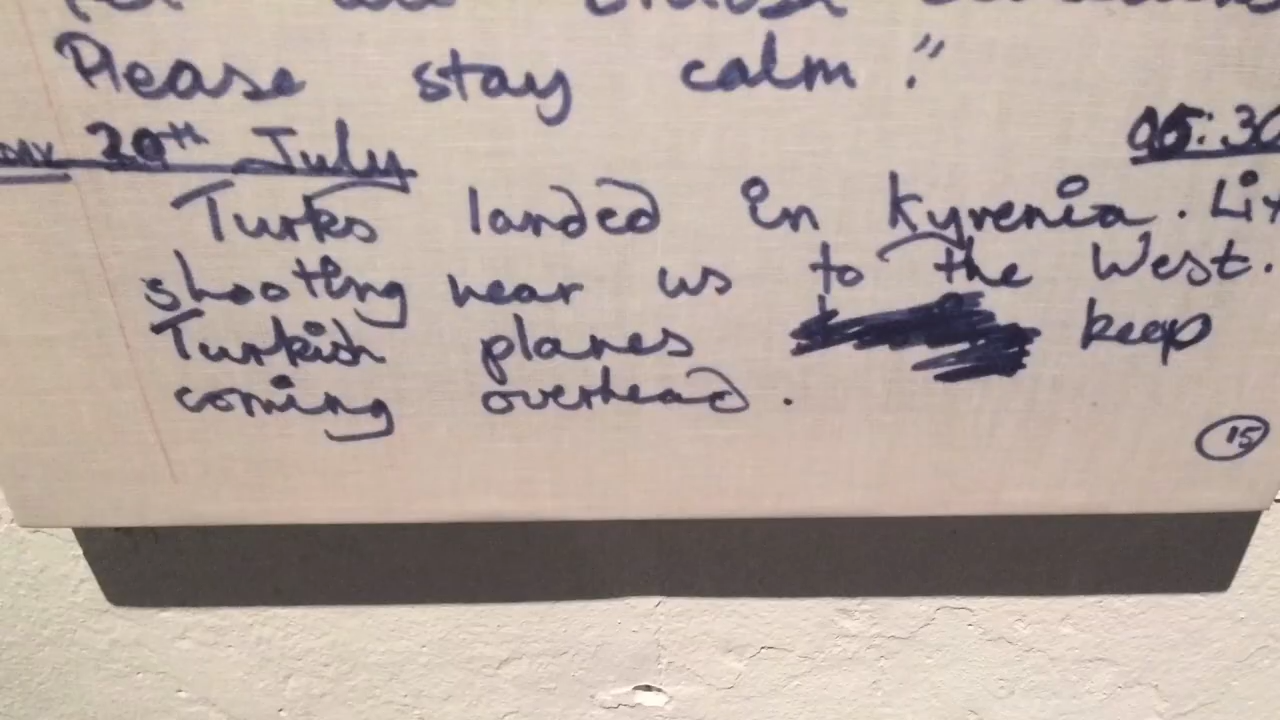 Please stay calm."
20th July 05:30
Turks landed in Kyrenia.
shooting near us to the West.
Turkish planes keep
coming overhead.
15